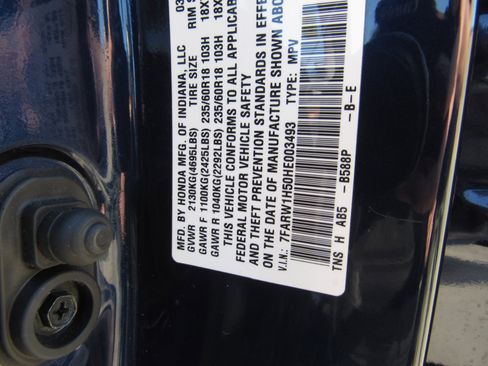 MFD. BY HONDA MFG. OF INDIANA, LLC 03
GVWR 2130KG(4695LBS) TIRE SIZE RIM S
GAWR F 1100KG(2425LBS) 235/60R18 103H 18X
GAWR R 1040KG(2292LBS) 235/60R18 103H 18X
THIS VEHICLE CONFORMS TO ALL APPLICABL
FEDERAL MOTOR VEHICLE SAFETY
AND THEFT PREVENTION STANDARDS IN EFFE
ON THE DATE OF MANUFACTURE SHOWN ABO
V.I.N.: 7FARW1H50HE003493 TYPE: MPV
TNS H AB5 -B588P -B-E